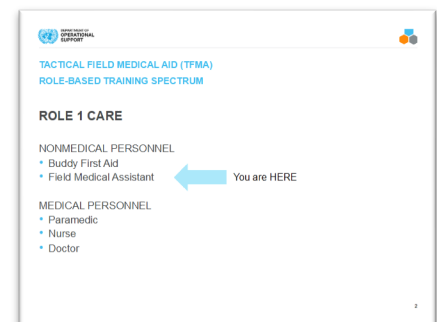 DEPARTMENT OF
OPERATIONAL
SUPPORT
TACTICAL FIELD MEDICAL AID (TFMA)
ROLE-BASED TRAINING SPECTRUM
ROLE 1 CARE
NONMEDICAL PERSONNEL
• Buddy First Aid
• Field Medical Assistant You are HERE
MEDICAL PERSONNEL
• Paramedic
• Nurse
• Doctor
2